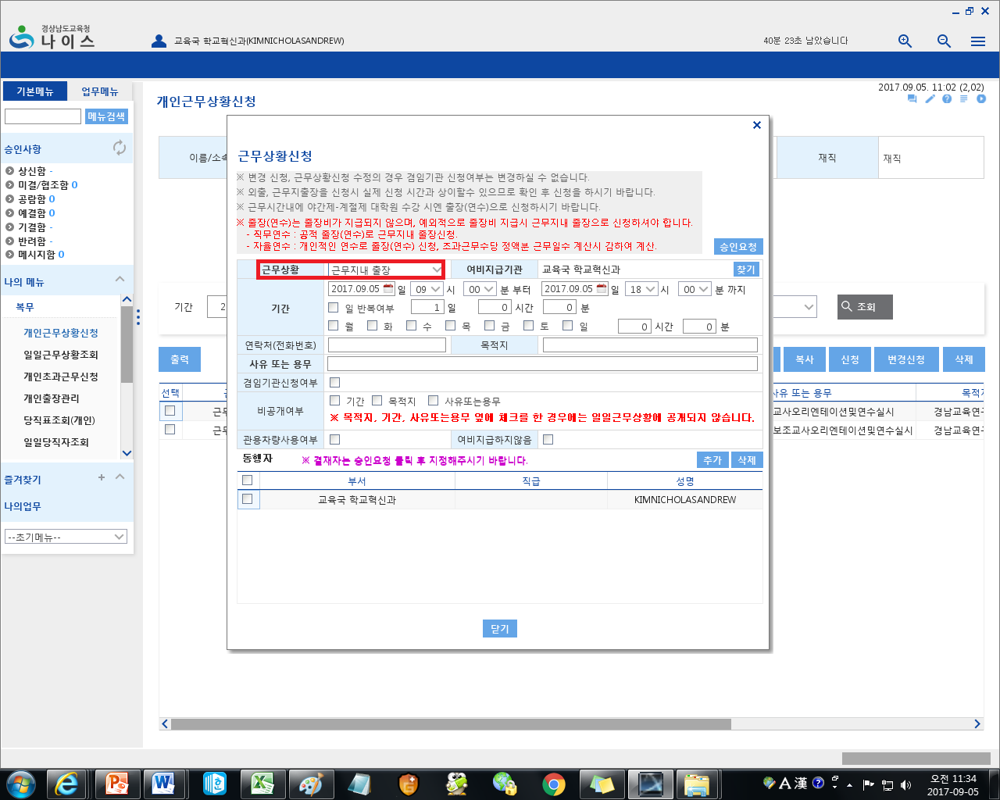 경상남도교육청
나이스
교육국 학교혁신과(KIMNICHOLASANDREW)
40분 23초 남았습니다
기본메뉴 업무메뉴
메뉴검색
승인사항
상신함 -
미결/협조함 0
공람함 0
예결함 0
기결함 -
반려함 -
메시지함 0
나의 메뉴
복무
개인근무상황신청
일일근무상황조회
개인초과근무신청
개인출장관리
당직표조회(개인)
일일당직자조회
즐겨찾기 +
나의업무
--초기메뉴--
2017.09.05. 11:02 (2,02)
개인근무상황신청
이름/소속
재직 재직
기간 2
조회
출력
복사 신청 변경신청 삭제
선택
사유 또는 용무 목적지
교사오리엔테이션및연수실시 경남교육연구
보조교사오리엔테이션및연수실시 경남교육연구
근무상황신청
※ 변경 신청, 근무상황신청 수정의 경우 겸임기관 신청여부는 변경하실 수 없습니다.
※ 외출, 근무지출장을 신청시 실제 신청 시간과 상이할수 있으므로 확인 후 신청을 하시기 바랍니다.
※ 근무시간내에 야간제-계절제 대학원 수강 시엔 출장(연수)으로 신청하시기 바랍니다.
※ 출장(연수)는 출장비가 지급되지 않으며, 예외적으로 출장비 지급시 근무지내 출장으로 신청하셔야 합니다.
- 직무연수 : 공적 출장(연수)로 근무지내 출장신청.
- 자율연수 : 개인적인 연수로 출장(연수) 신청, 초과근수당 정액분 근무일수 계산시 감하여 계산.
승인요청
근무상황 근무지내 출장 여비지급기관 교육국 학교혁신과 찾기
기간 2017.09.05 일 09 시 00 분 부터 2017.09.05 일 18 시 00 분 까지
일 반복여부 1 일 0 시간 0 분
월 화 수 목 금 토 일 0 시간 0 분
연락처(전화번호) 목적지
사유 또는 용무
겸임기관신청여부
비공개여부 기간 목적지 사유또는용무
※ 목적지, 기간, 사유또는용무 옆에 체크를 한 경우에는 일일근무상황에 공개되지 않습니다.
관용차량사용여부 여비지급하지않음
동행자 ※ 결재자는 승인요청 클릭 후 지정해주시기 바랍니다. 추가 삭제
부서 직급 성명
교육국 학교혁신과 KIMNICHOLASANDREW
닫기
A 漢
오전 11:34
2017-09-05